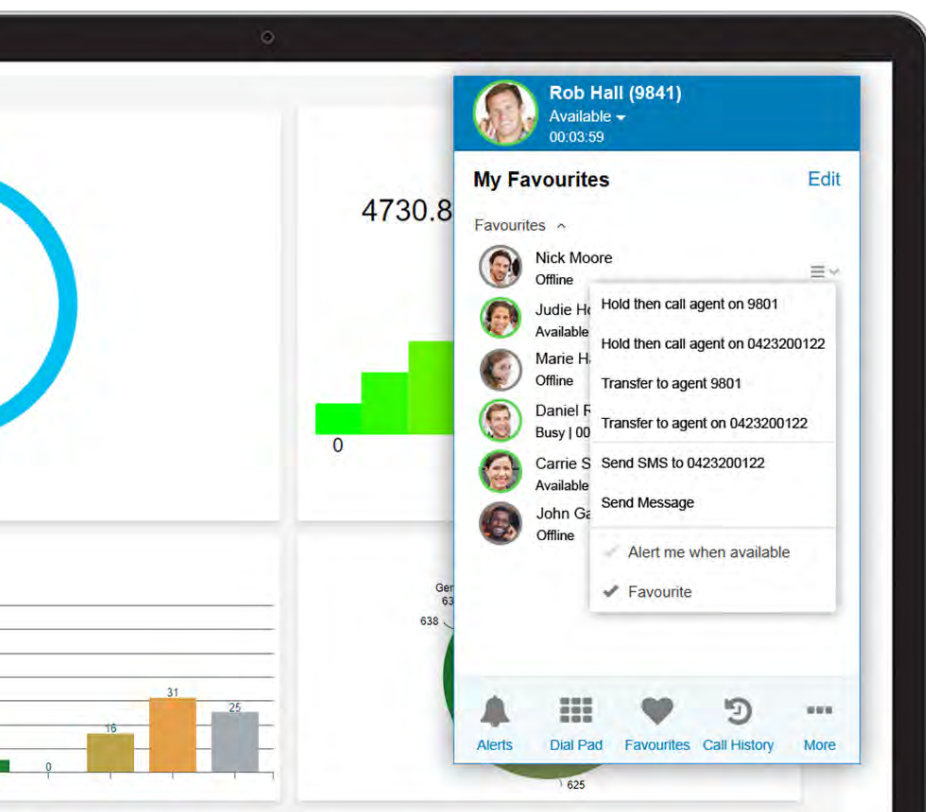 Rob Hall (9841)
Available
00:03:59
My Favourites
Edit
Favourites
Nick Moore
Offline
Judie
Available
Marie
Offline
Daniel
Busy | 00
Carrie
Available
John
Offline
Hold then call agent on 9801
Hold then call agent on 0423200122
Transfer to agent 9801
Transfer to agent on 0423200122
Send SMS to 0423200122
Send Message
Alert me when available
Favourite
Alerts
Dial Pad
Favourites
Call History
More
4730.8
0
638
625
0
16
31
25